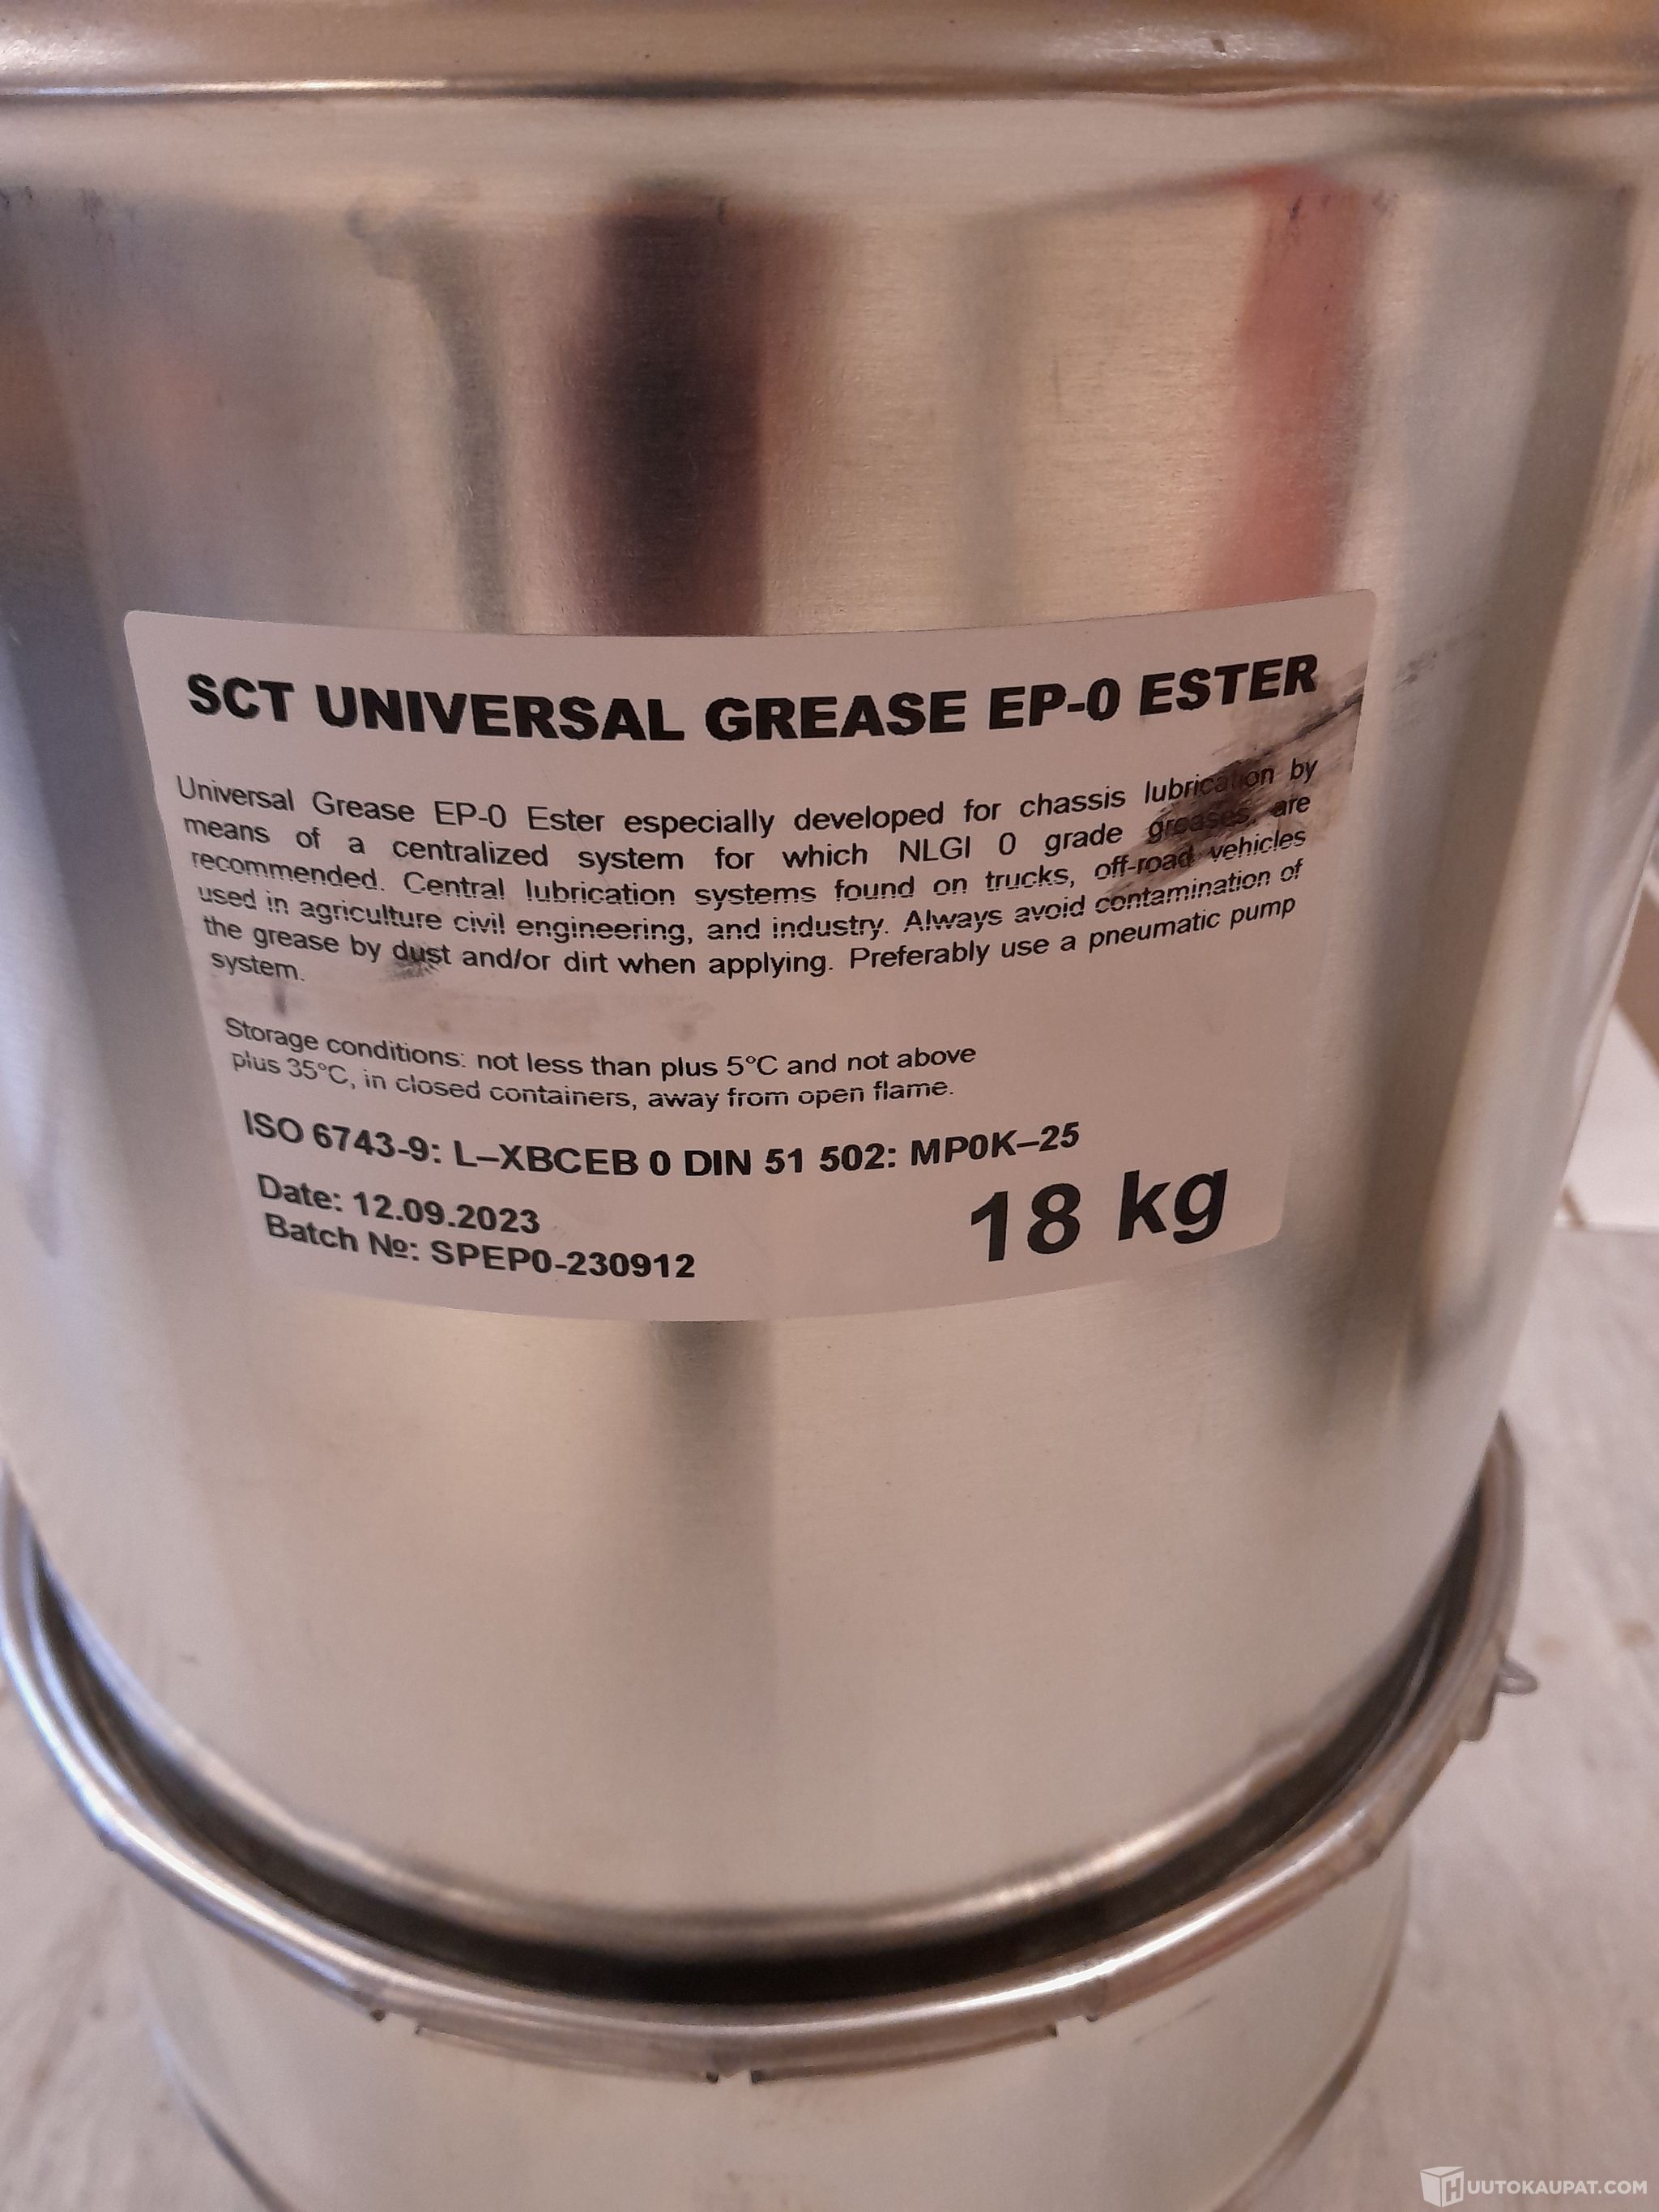 SCT UNIVERSAL GREASE EP-0 ESTER
Universal Grease EP-0 Ester especially developed for chassis lubrication by
means of a centralized system for which NLGI 0 grade greases, are
recommended. Central lubrication systems found on trucks, off-road vehicles
used in agriculture civil engineering, and industry. Always avoid contamination of
the grease by dust and/or dirt when applying. Preferably use a pneumatic pump
system.
Storage conditions: not less than plus 5°C and not above
plus 35°C, in closed containers, away from open flame.
ISO 6743-9: L–XBCEB 0 DIN 51 502: MP0K–25
Date: 12.09.2023
Batch №: SPEP0-230912
18 kg
HUUTOKAUPAT.COM